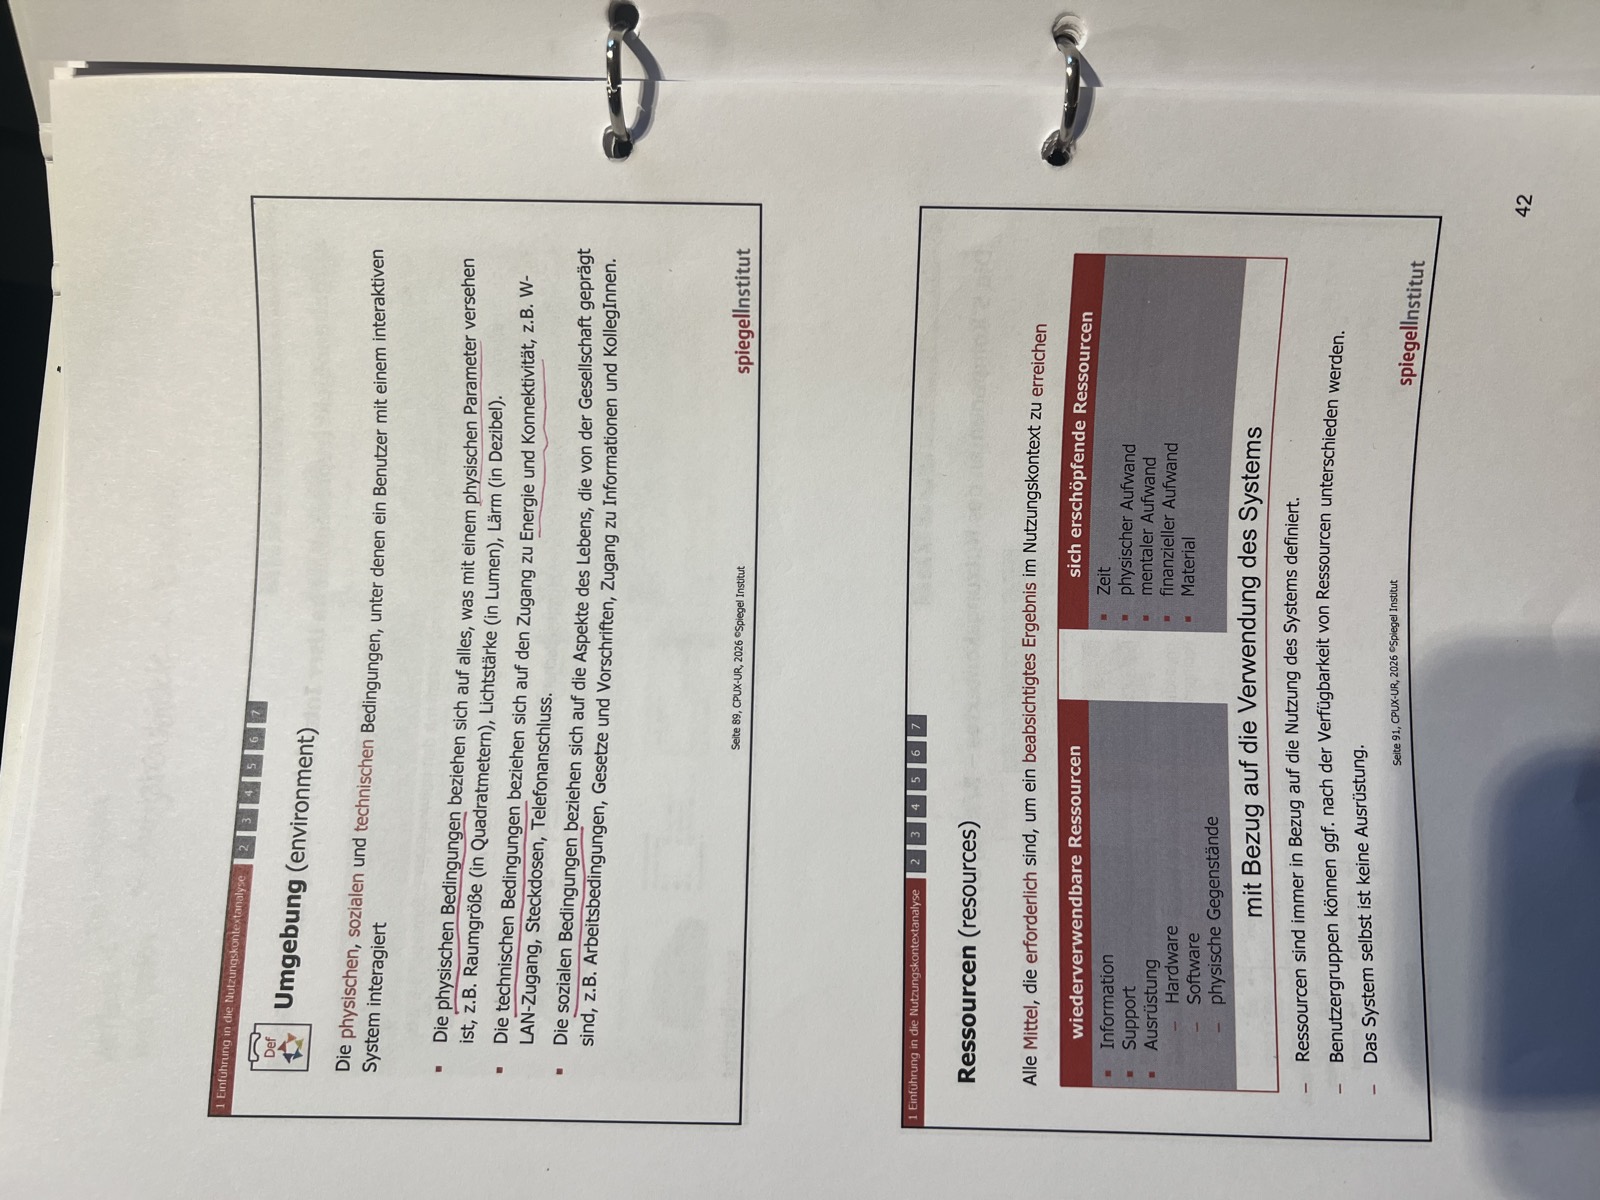 1 Einführung in die Nutzungskontextanalyse 2 3 4 5 6 7
Def
Umgebung (environment)
Die physischen, sozialen und technischen Bedingungen, unter denen ein Benutzer mit einem interaktiven
System interagiert
▪ Die physischen Bedingungen beziehen sich auf alles, was mit einem physischen Parameter versehen
ist, z.B. Raumgröße (in Quadratmetern), Lichtstärke (in Lumen), Lärm (in Dezibel).
▪ Die technischen Bedingungen beziehen sich auf den Zugang zu Energie und Konnektivität, z.B. W-
LAN-Zugang, Steckdosen, Telefonanschluss.
▪ Die sozialen Bedingungen beziehen sich auf die Aspekte des Lebens, die von der Gesellschaft geprägt
sind, z.B. Arbeitsbedingungen, Gesetze und Vorschriften, Zugang zu Informationen und KollegInnen.
Seite 89, CPUX-UR, 2026 ©Spiegel Institut
spiegelInstitut
1 Einführung in die Nutzungskontextanalyse 2 3 4 5 6 7
Ressourcen (resources)
Alle Mittel, die erforderlich sind, um ein beabsichtigtes Ergebnis im Nutzungskontext zu erreichen
wiederverwendbare Ressourcen
▪ Information
▪ Support
▪ Ausrüstung
– Hardware
– Software
– physische Gegenstände
sich erschöpfende Ressourcen
▪ Zeit
▪ physischer Aufwand
▪ mentaler Aufwand
▪ finanzieller Aufwand
▪ Material
mit Bezug auf die Verwendung des Systems
– Ressourcen sind immer in Bezug auf die Nutzung des Systems definiert.
– Benutzergruppen können ggf. nach der Verfügbarkeit von Ressourcen unterschieden werden.
– Das System selbst ist keine Ausrüstung.
Seite 91, CPUX-UR, 2026 ©Spiegel Institut
spiegelInstitut
42